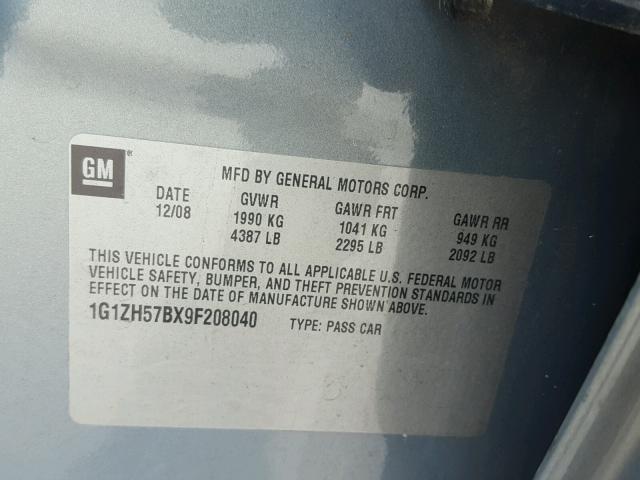 GM
MFD BY GENERAL MOTORS CORP.
DATE GVWR GAWR FRT GAWR RR
12/08 1990 KG 1041 KG 949 KG
4387 LB 2295 LB 2092 LB
THIS VEHICLE CONFORMS TO ALL APPLICABLE U.S. FEDERAL MOTOR
VEHICLE SAFETY, BUMPER, AND THEFT PREVENTION STANDARDS IN
EFFECT ON THE DATE OF MANUFACTURE SHOWN ABOVE.
1G1ZH57BX9F208040 TYPE: PASS CAR